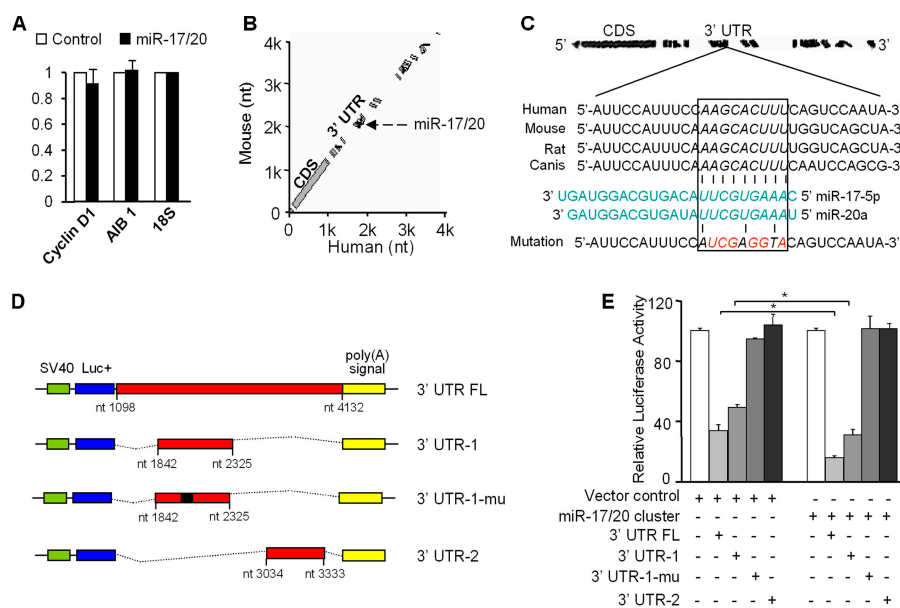 A
Control miR-17/20
1
0.8
0.6
0.4
0.2
0
Cyclin D1
AIB 1
18S
B
4k
3k
2k
1k
0
Mouse (nt)
CDS
3' UTR
miR-17/20
0 1k 2k 3k 4k
Human (nt)
C
CDS 3' UTR
5' 3'
Human 5'-AUUCCAUUUCCAAGCACUUUCAGUCCAAUA-3'
Mouse 5'-AUUCCAUUUCAAAGCACUUUUGGUCAGCUA-3'
Rat 5'-AUUCCAUUUCAAAGCACUUUUGGUCAGCUA-3'
Canis 5'-AUUCCAUUUCAAAGCACUUUCAAUCCAGCG-3'
3' UGAUGGACGUGACAUUCGUGAAAC 5' miR-17-5p
3' GAUGGACGUGAUAUUCGUGAAAU 5' miR-20a
Mutation 5'-AUUCCAUUUCCAUCGAGGTACAGUCCAAUA-3'
D
SV40 Luc+ poly(A) signal
3' UTR FL
nt 1098 nt 4132
3' UTR-1
nt 1842 nt 2325
3' UTR-1-mu
nt 1842 nt 2325
3' UTR-2
nt 3034 nt 3333
E
Relative Luciferase Activity
120
80
40
0
*
*
Vector control + + + + + - - - - -
miR-17/20 cluster - - - - - + + + + +
3' UTR FL - + - - - - + - - -
3' UTR-1 - - + - - - - + - -
3' UTR-1-mu - - - + - - - - + -
3' UTR-2 - - - - + - - - - +